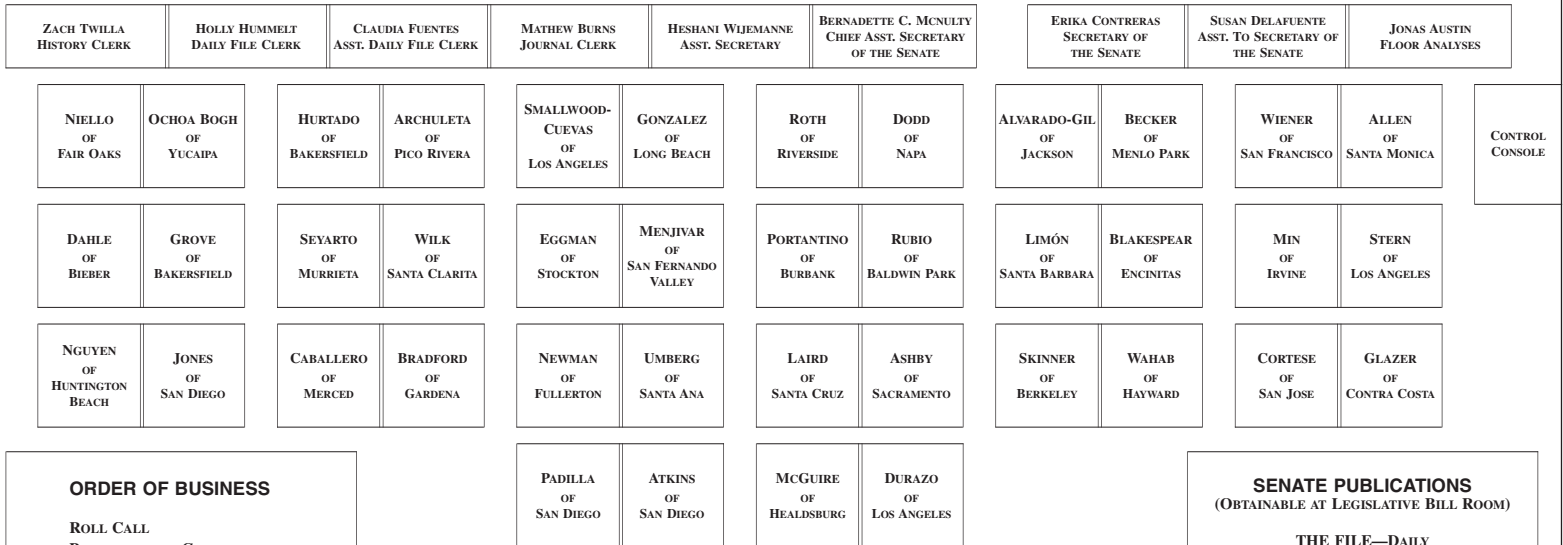 ZACH TWILLA
HISTORY CLERK
HOLLY HUMMELT
DAILY FILE CLERK
CLAUDIA FUENTES
ASST. DAILY FILE CLERK
MATHEW BURNS
JOURNAL CLERK
HESHANI WIJEMANNE
ASST. SECRETARY
BERNADETTE C. MCNULTY
CHIEF ASST. SECRETARY
OF THE SENATE
ERIKA CONTRERAS
SECRETARY OF
THE SENATE
SUSAN DELAFUENTE
ASST. TO SECRETARY OF
THE SENATE
JONAS AUSTIN
FLOOR ANALYSES
NIELLO
OF
FAIR OAKS
OCHOA BOGH
OF
YUCAIPA
HURTADO
OF
BAKERSFIELD
ARCHULETA
OF
PICO RIVERA
SMALLWOOD-
CUEVAS
OF
LOS ANGELES
GONZALEZ
OF
LONG BEACH
ROTH
OF
RIVERSIDE
DODD
OF
NAPA
ALVARADO-GIL
OF
JACKSON
BECKER
OF
MENLO PARK
WIENER
OF
SAN FRANCISCO
ALLEN
OF
SANTA MONICA
CONTROL
CONSOLE
DAHLE
OF
BIEBER
GROVE
OF
BAKERSFIELD
SEYARTO
OF
MURRIETA
WILK
OF
SANTA CLARITA
EGGMAN
OF
STOCKTON
MENJIVAR
OF
SAN FERNANDO
VALLEY
PORTANTINO
OF
BURBANK
RUBIO
OF
BALDWIN PARK
LIMÓN
OF
SANTA BARBARA
BLAKESPEAR
OF
ENCINITAS
MIN
OF
IRVINE
STERN
OF
LOS ANGELES
NGUYEN
OF
HUNTINGTON
BEACH
JONES
OF
SAN DIEGO
CABALLERO
OF
MERCED
BRADFORD
OF
GARDENA
NEWMAN
OF
FULLERTON
UMBERG
OF
SANTA ANA
LAIRD
OF
SANTA CRUZ
ASHBY
OF
SACRAMENTO
SKINNER
OF
BERKELEY
WAHAB
OF
HAYWARD
CORTESE
OF
SAN JOSE
GLAZER
OF
CONTRA COSTA
PADILLA
OF
SAN DIEGO
ATKINS
OF
SAN DIEGO
MCGUIRE
OF
HEALDSBURG
DURAZO
OF
LOS ANGELES
ORDER OF BUSINESS
ROLL CALL
SENATE PUBLICATIONS
(OBTAINABLE AT LEGISLATIVE BILL ROOM)
THE FILE—DAILY